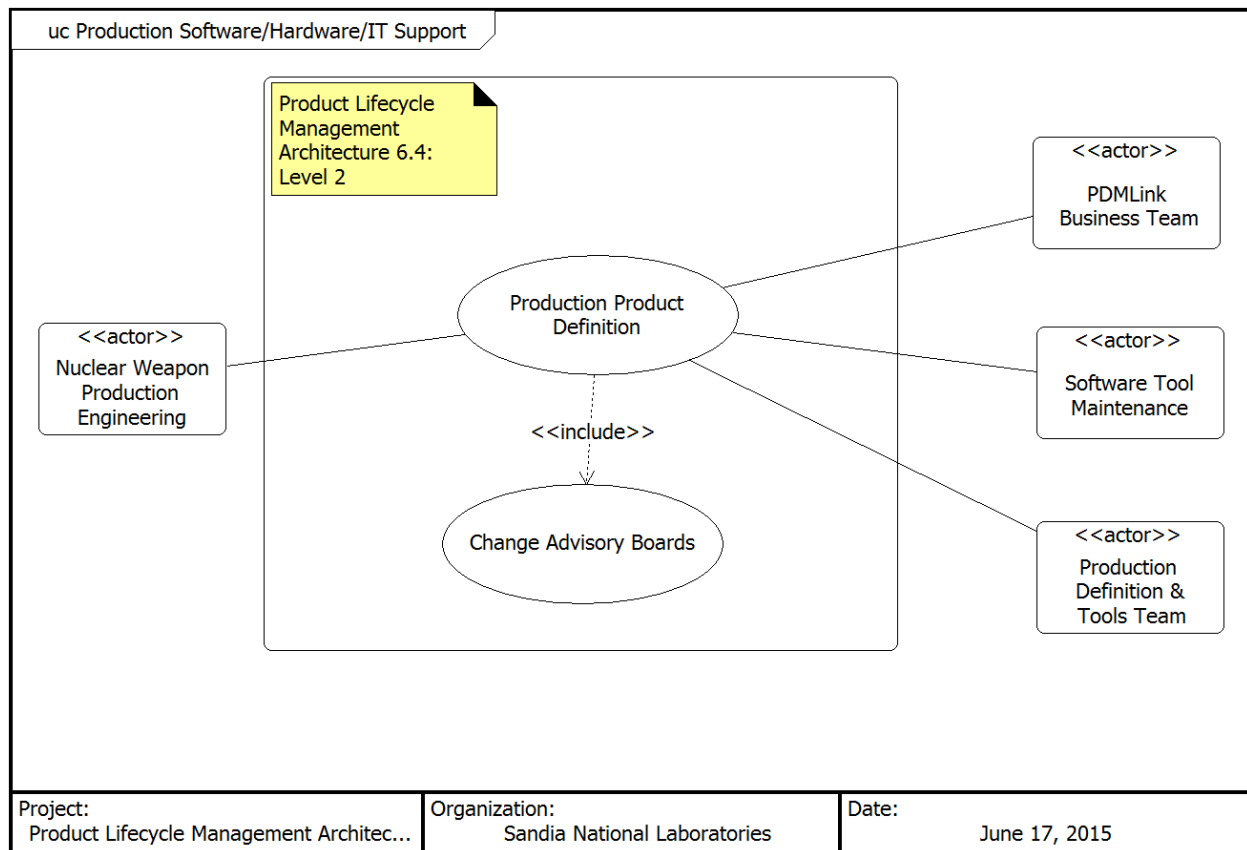 uc Production Software/Hardware/IT Support
Product Lifecycle
Management
Architecture 6.4:
Level 2
<<actor>>
PDMLink
Business Team
Production Product
Definition
<<actor>>
Nuclear Weapon
Production
Engineering
<<actor>>
Software Tool
Maintenance
<<include>>
Change Advisory Boards
<<actor>>
Production
Definition &
Tools Team
Project:
Product Lifecycle Management Architec...
Organization:
Sandia National Laboratories
Date:
June 17, 2015